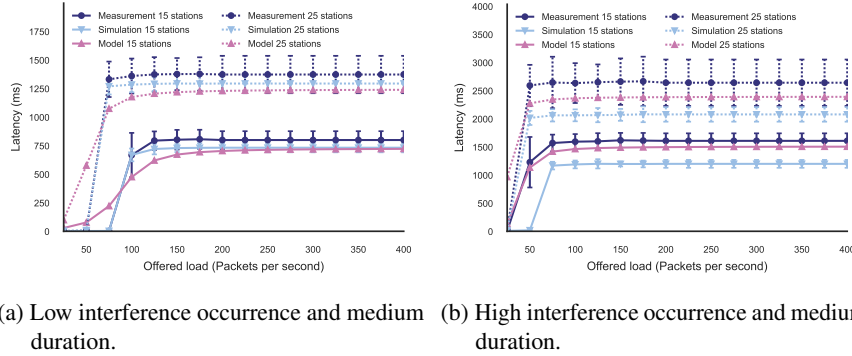 Measurement 15 stations
Simulation 15 stations
Model 15 stations
Measurement 25 stations
Simulation 25 stations
Model 25 stations
Latency (ms)
1750
1500
1250
1000
750
500
250
0
50 100 150 200 250 300 350 400
Offered load (Packets per second)
(a) Low interference occurrence and medium
duration.
Measurement 15 stations
Simulation 15 stations
Model 15 stations
Measurement 25 stations
Simulation 25 stations
Model 25 stations
Latency (ms)
4000
3500
3000
2500
2000
1500
1000
500
0
50 100 150 200 250 300 350 400
Offered load (Packets per second)
(b) High interference occurrence and medium
duration.